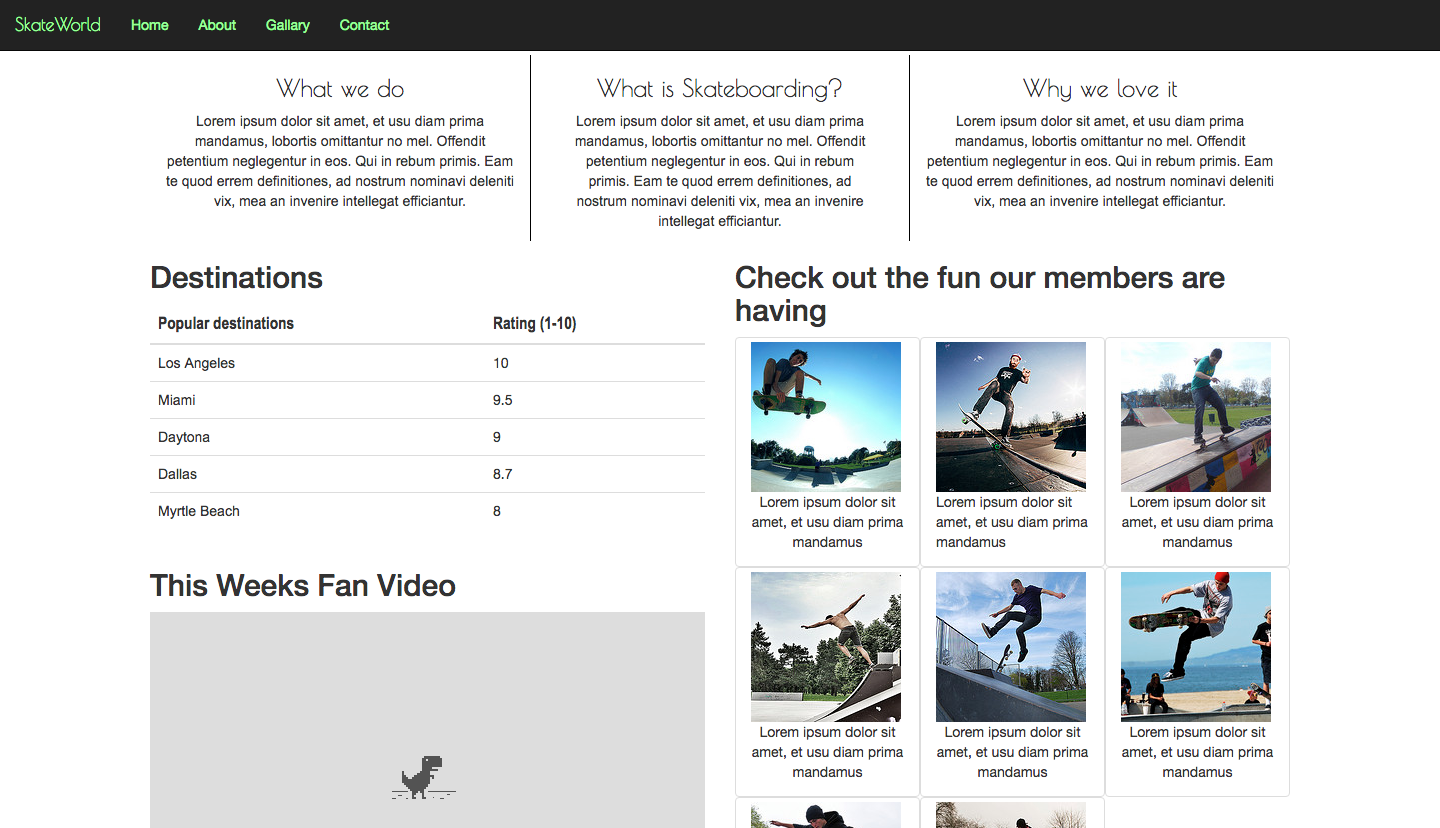 SkateWorld Home About Gallary Contact
What we do
Lorem ipsum dolor sit amet, et usu diam prima
mandamus, lobortis omittantur no mel. Offendit
petentium neglegentur in eos. Qui in rebum primis. Eam
te quod errem definitiones, ad nostrum nominavi deleniti
vix, mea an invenire intellegat efficiantur.
What is Skateboarding?
Lorem ipsum dolor sit amet, et usu diam prima
mandamus, lobortis omittantur no mel. Offendit
petentium neglegentur in eos. Qui in rebum
primis. Eam te quod errem definitiones, ad
nostrum nominavi deleniti vix, mea an invenire
intellegat efficiantur.
Why we love it
Lorem ipsum dolor sit amet, et usu diam prima
mandamus, lobortis omittantur no mel. Offendit
petentium neglegentur in eos. Qui in rebum primis. Eam
te quod errem definitiones, ad nostrum nominavi deleniti
vix, mea an invenire intellegat efficiantur.
Destinations
Popular destinations Rating (1-10)
Los Angeles 10
Miami 9.5
Daytona 9
Dallas 8.7
Myrtle Beach 8
This Weeks Fan Video
Check out the fun our members are
having
Lorem ipsum dolor sit
amet, et usu diam prima
mandamus
Lorem ipsum dolor sit
amet, et usu diam prima
mandamus
Lorem ipsum dolor sit
amet, et usu diam prima
mandamus
Lorem ipsum dolor sit
amet, et usu diam prima
mandamus
Lorem ipsum dolor sit
amet, et usu diam prima
mandamus
Lorem ipsum dolor sit
amet, et usu diam prima
mandamus